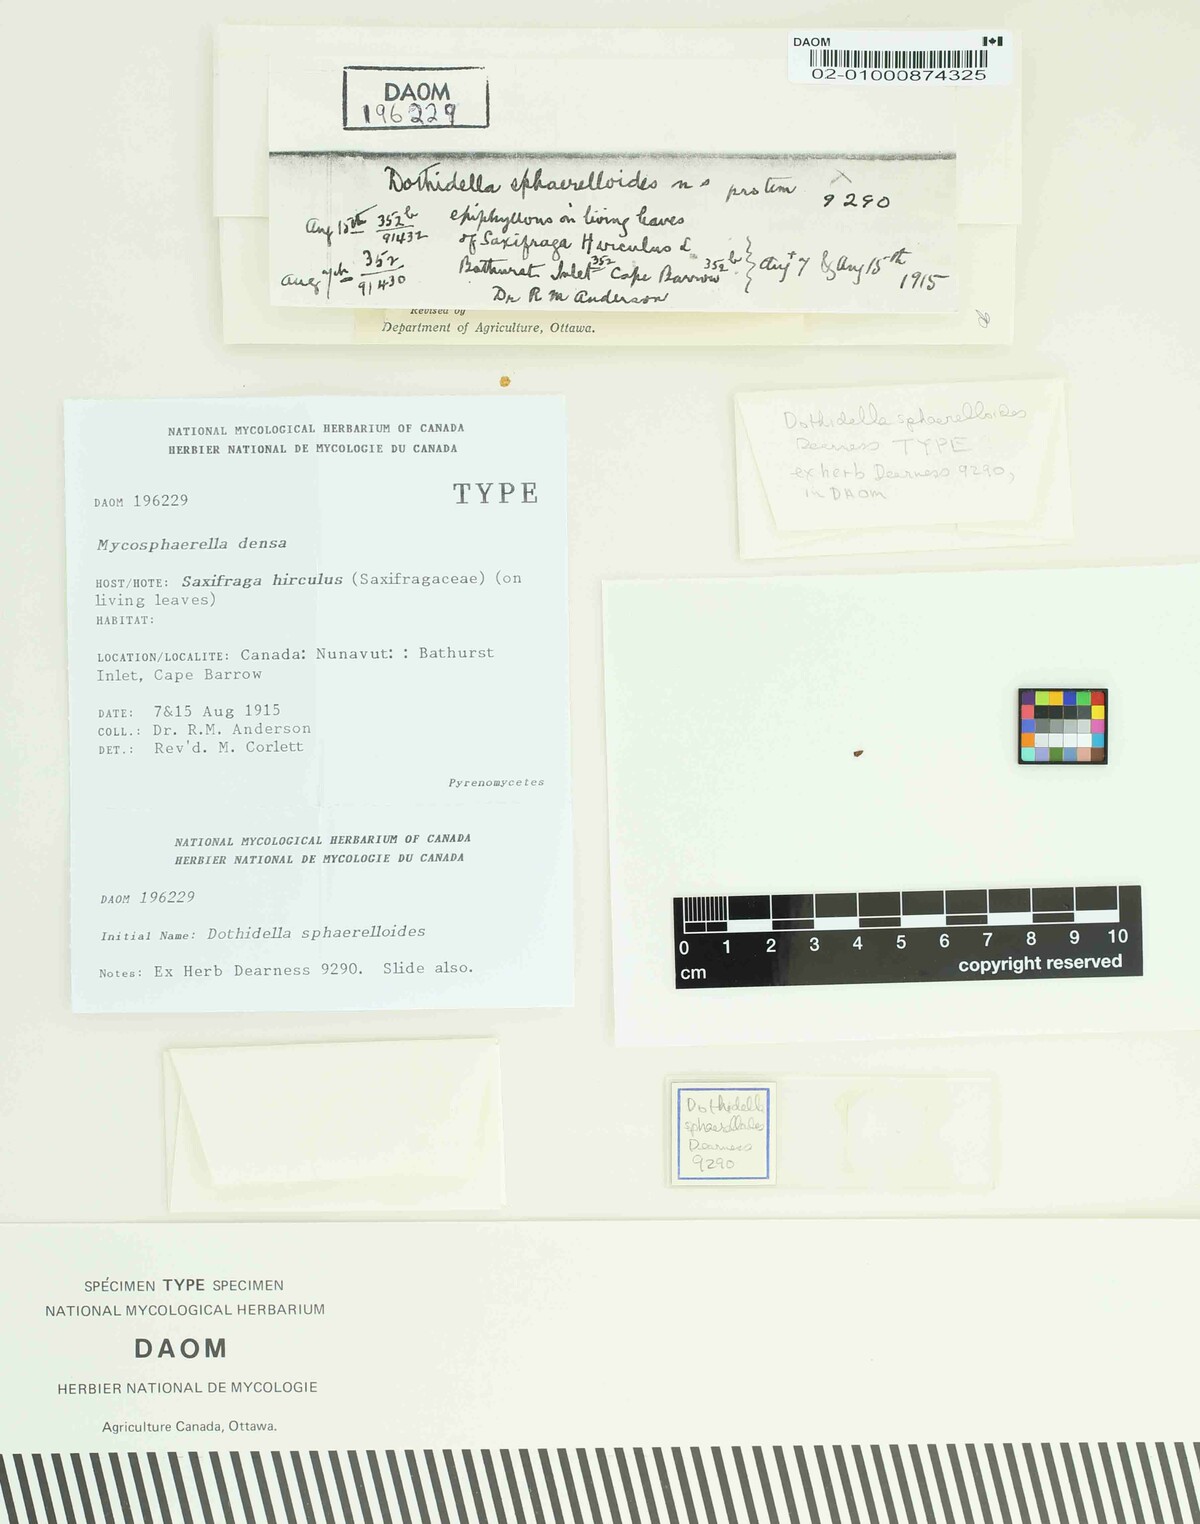 DAOM
02-01000874325
DAOM
196229
Dothidella sphaerelloides n s pro tem 9290
Aug 15th 352b epiphyllous on living leaves
91432 of Saxifraga Hirculus L
Aug 7th 352 Bathurst Inlet 352 Cape Barrow 352b } Aug 7 & Aug 15th
91430 1915
Dr R M Anderson
Revised by
Department of Agriculture, Ottawa.
NATIONAL MYCOLOGICAL HERBARIUM OF CANADA
HERBIER NATIONAL DE MYCOLOGIE DU CANADA
DAOM 196229
TYPE
Mycosphaerella densa
HOST/HOTE: Saxifraga hirculus (Saxifragaceae) (on
living leaves)
HABITAT:
LOCATION/LOCALITE: Canada: Nunavut: : Bathurst
Inlet, Cape Barrow
DATE: 7&15 Aug 1915
COLL.: Dr. R.M. Anderson
DET.: Rev'd. M. Corlett
Pyrenomycetes
NATIONAL MYCOLOGICAL HERBARIUM OF CANADA
HERBIER NATIONAL DE MYCOLOGIE DU CANADA
DAOM 196229
Initial Name: Dothidella sphaerelloides
Notes: Ex Herb Dearness 9290. Slide also.
Dothidella sphaerelloides
Dearness TYPE
ex herb Dearness 9290,
in DAOM
0 1 2 3 4 5 6 7 8 9 10
cm
copyright reserved
Dothidella
sphaerelloides
Dearness
9290
SPÉCIMEN TYPE SPECIMEN
NATIONAL MYCOLOGICAL HERBARIUM
DAOM
HERBIER NATIONAL DE MYCOLOGIE
Agriculture Canada, Ottawa.